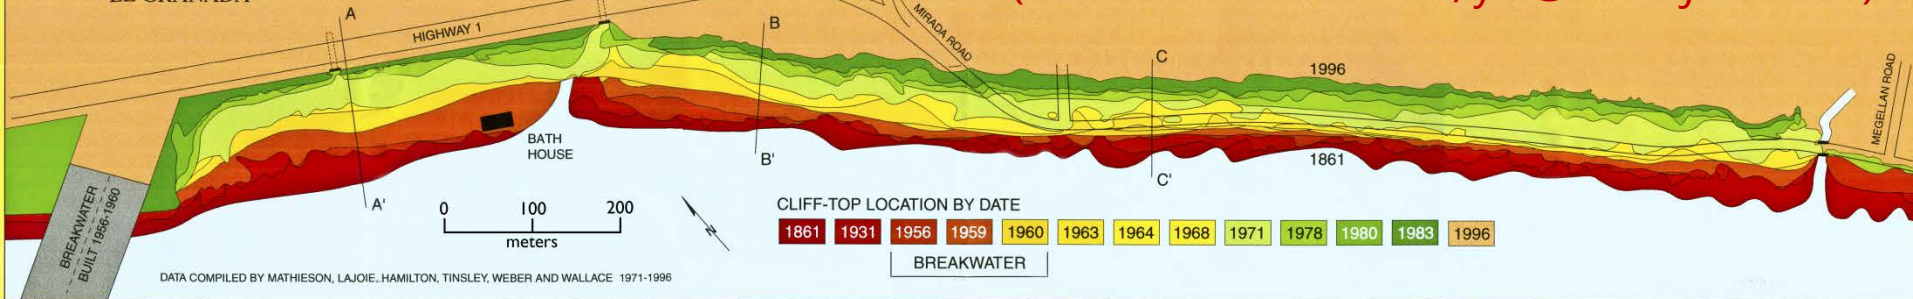 A
HIGHWAY 1
B
MIRADA ROAD
C
1996
MEGELLAN ROAD
BATH
HOUSE
B'
1861
C'
A'
BREAKWATER
BUILT 1956-1960
0 100 200
meters
N
CLIFF-TOP LOCATION BY DATE
1861 1931 1956 1959 1960 1963 1964 1968 1971 1978 1980 1983 1996
BREAKWATER
DATA COMPILED BY MATHIESON, LAJOIE, HAMILTON, TINSLEY, WEBER AND WALLACE 1971-1996